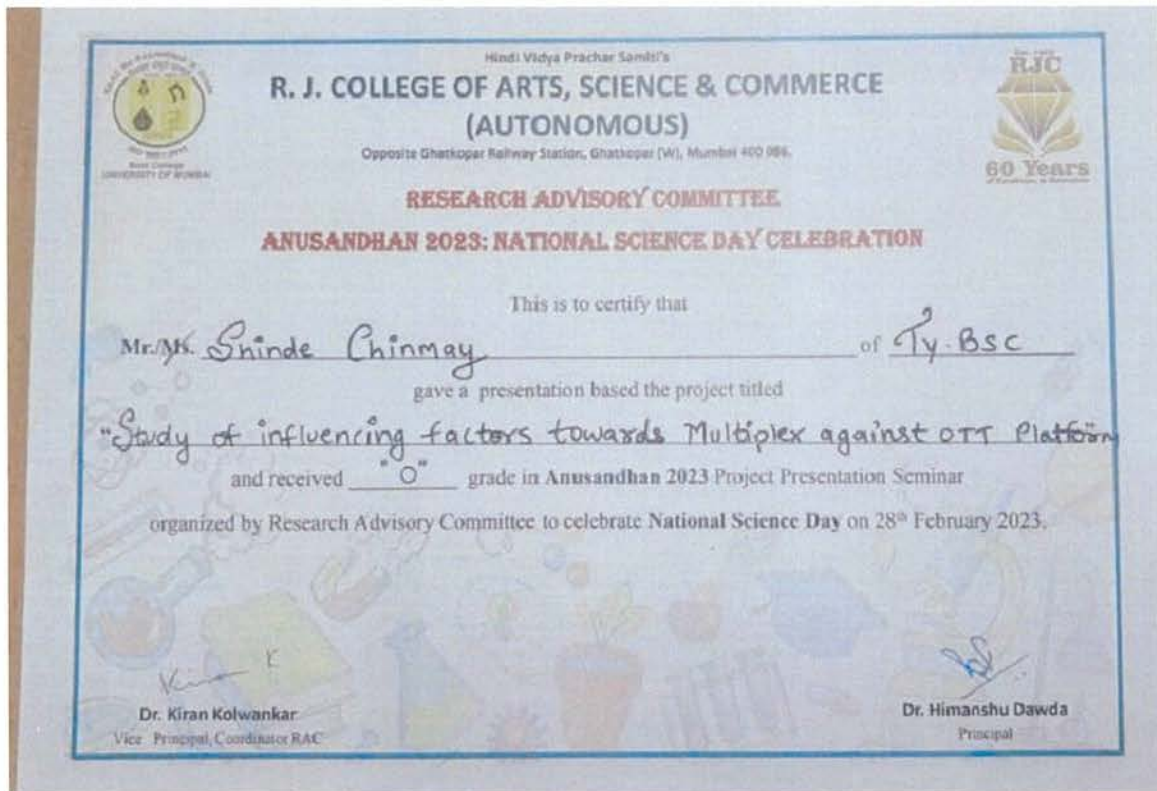 Hindi Vidya Prachar Samiti's
R. J. COLLEGE OF ARTS, SCIENCE & COMMERCE
(AUTONOMOUS)
Opposite Ghatkopar Railway Station, Ghatkopar (W), Mumbai 400 086.
UNIVERSITY OF MUMBAI
RJC
60 Years
RESEARCH ADVISORY COMMITTEE
ANUSANDHAN 2023: NATIONAL SCIENCE DAY CELEBRATION
This is to certify that
Mr./Ms. Shinde Chinmay of Ty. BSC
gave a presentation based the project titled
"Study of influencing factors towards Multiplex against OTT Platform
and received "O" grade in Anusandhan 2023 Project Presentation Seminar
organized by Research Advisory Committee to celebrate National Science Day on 28th February 2023.
Dr. Kiran Kolwankar
Vice Principal, Coordinator RAC
Dr. Himanshu Dawda
Principal